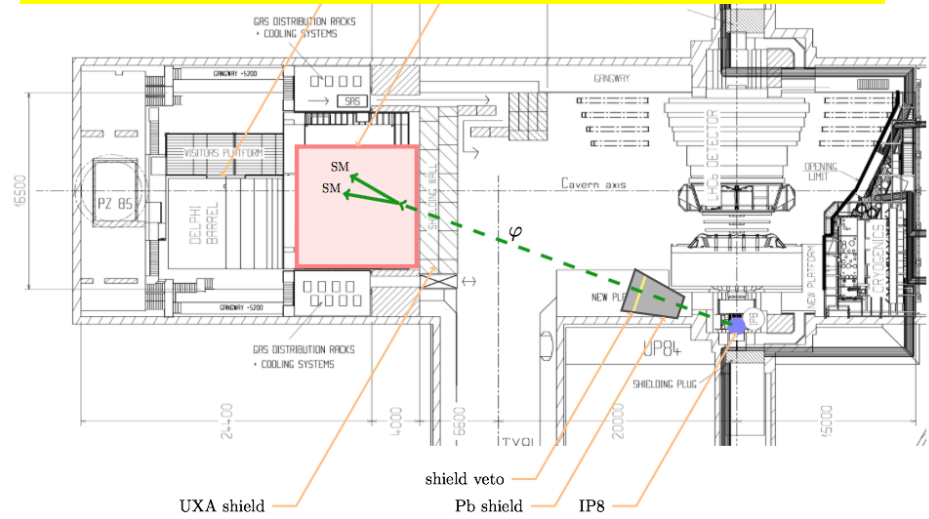 GAS DISTRIBUTION RACKS
+ COOLING SYSTEMS
GANGWAY +5200
SAS
GANGWAY
VISITORS PLATFORM
SM
SM
PZ 85
DELPHI
BARREL
SHIELDING WALL
Cavern axis
φ
LHCb DETECTOR
OPENING
LIMIT
CRYOGENICS
NEW PLATFORM
16500
NEW
IP8
GANGWAY +5200
GAS DISTRIBUTION RACKS
+ COOLING SYSTEMS
UP84
SHIELDING PLUG
24400
4000
6600
20000
15000
shield veto
UXA shield
Pb shield
IP8